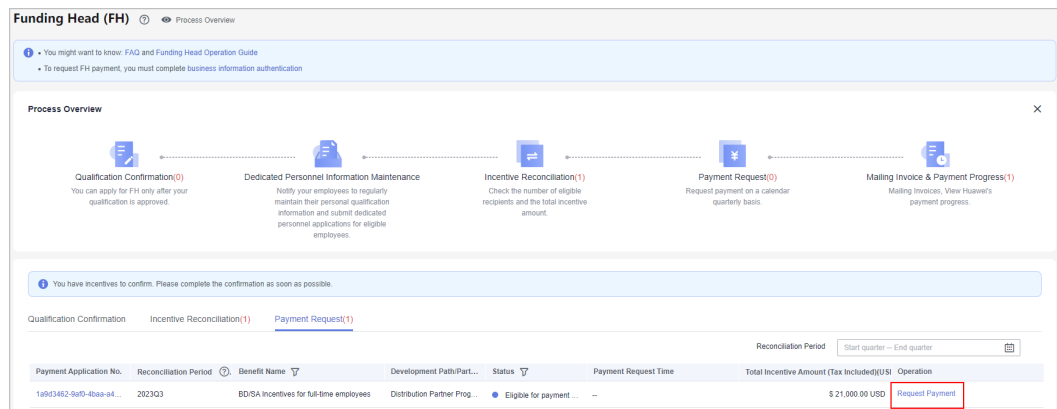 Funding Head (FH) ? Process Overview
• You might want to know: FAQ and Funding Head Operation Guide
• To request FH payment, you must complete business information authentication
Process Overview
Qualification Confirmation(0)
You can apply for FH only after your
qualification is approved.
Dedicated Personnel Information Maintenance
Notify your employees to regularly
maintain their personal qualification
information and submit dedicated
personnel applications for eligible
employees.
Incentive Reconciliation(1)
Check the number of eligible
recipients and the total incentive
amount.
Payment Request(0)
Request payment on a calendar
quarterly basis.
Mailing Invoice & Payment Progress(1)
Mailing Invoices, View Huawei's
payment progress.
You have incentives to confirm. Please complete the confirmation as soon as possible.
Qualification Confirmation Incentive Reconciliation(1) Payment Request(1)
Reconciliation Period Start quarter – End quarter
Payment Application No. Reconciliation Period ? Benefit Name Development Path/Part... Status Payment Request Time Total Incentive Amount (Tax Included)(USI Operation
1a9d3462-9af0-4baa-a4... 2023Q3 BD/SA Incentives for full-time employees Distribution Partner Prog... Eligible for payment ... -- $ 21,000.00 USD Request Payment